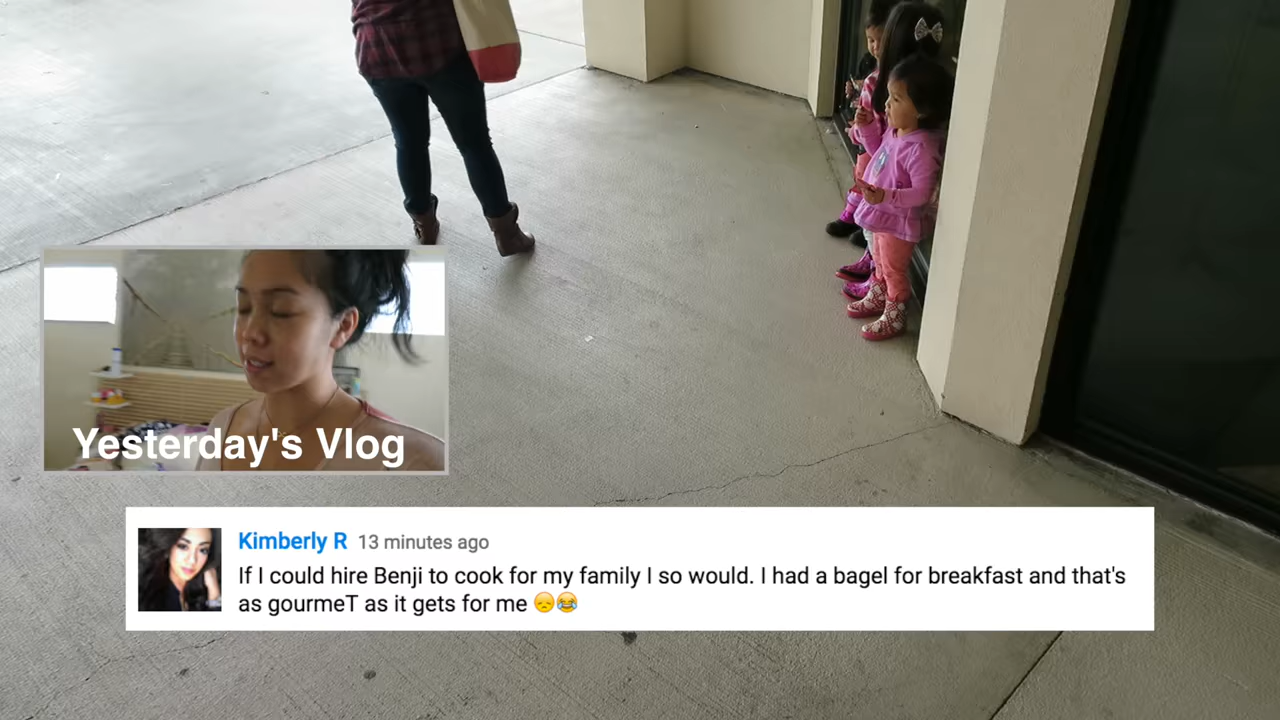 Yesterday's Vlog
Kimberly R 13 minutes ago
If I could hire Benji to cook for my family I so would. I had a bagel for breakfast and that's
as gourmeT as it gets for me 😞😂